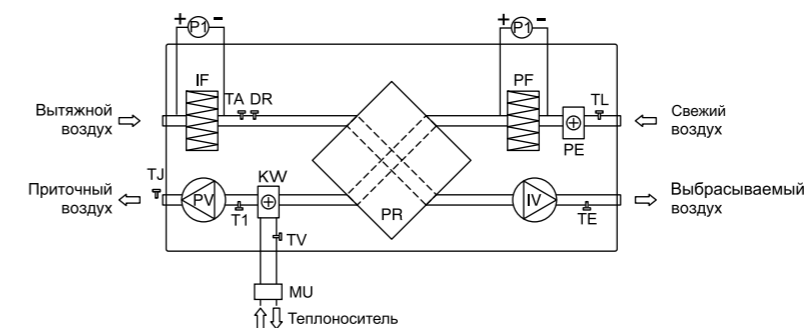 + P1 −
+ P1 −
IF
PF
TA DR
TL
Вытяжной
воздух
Свежий
воздух
PE
TJ
KW
Приточный
воздух
PV
T1
PR
IV
TE
Выбрасываемый
воздух
TV
MU
Теплоноситель